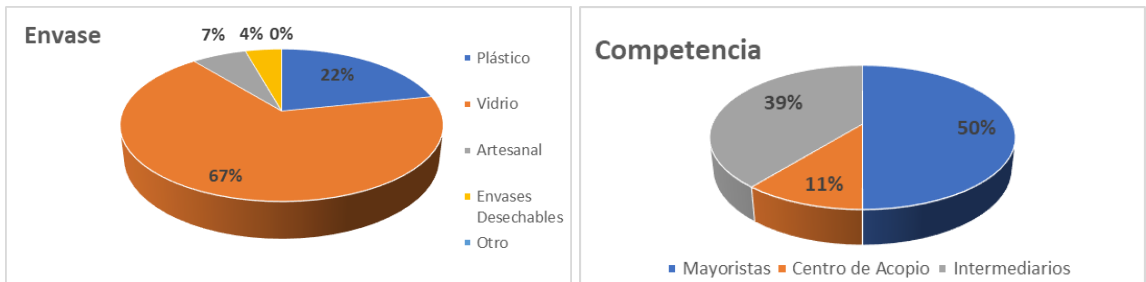 Envase
7%
4%
0%
22%
67%
Plástico
Vidrio
Artesanal
Envases
Desechables
Otro
Competencia
39%
50%
11%
Mayoristas
Centro de Acopio
Intermediarios